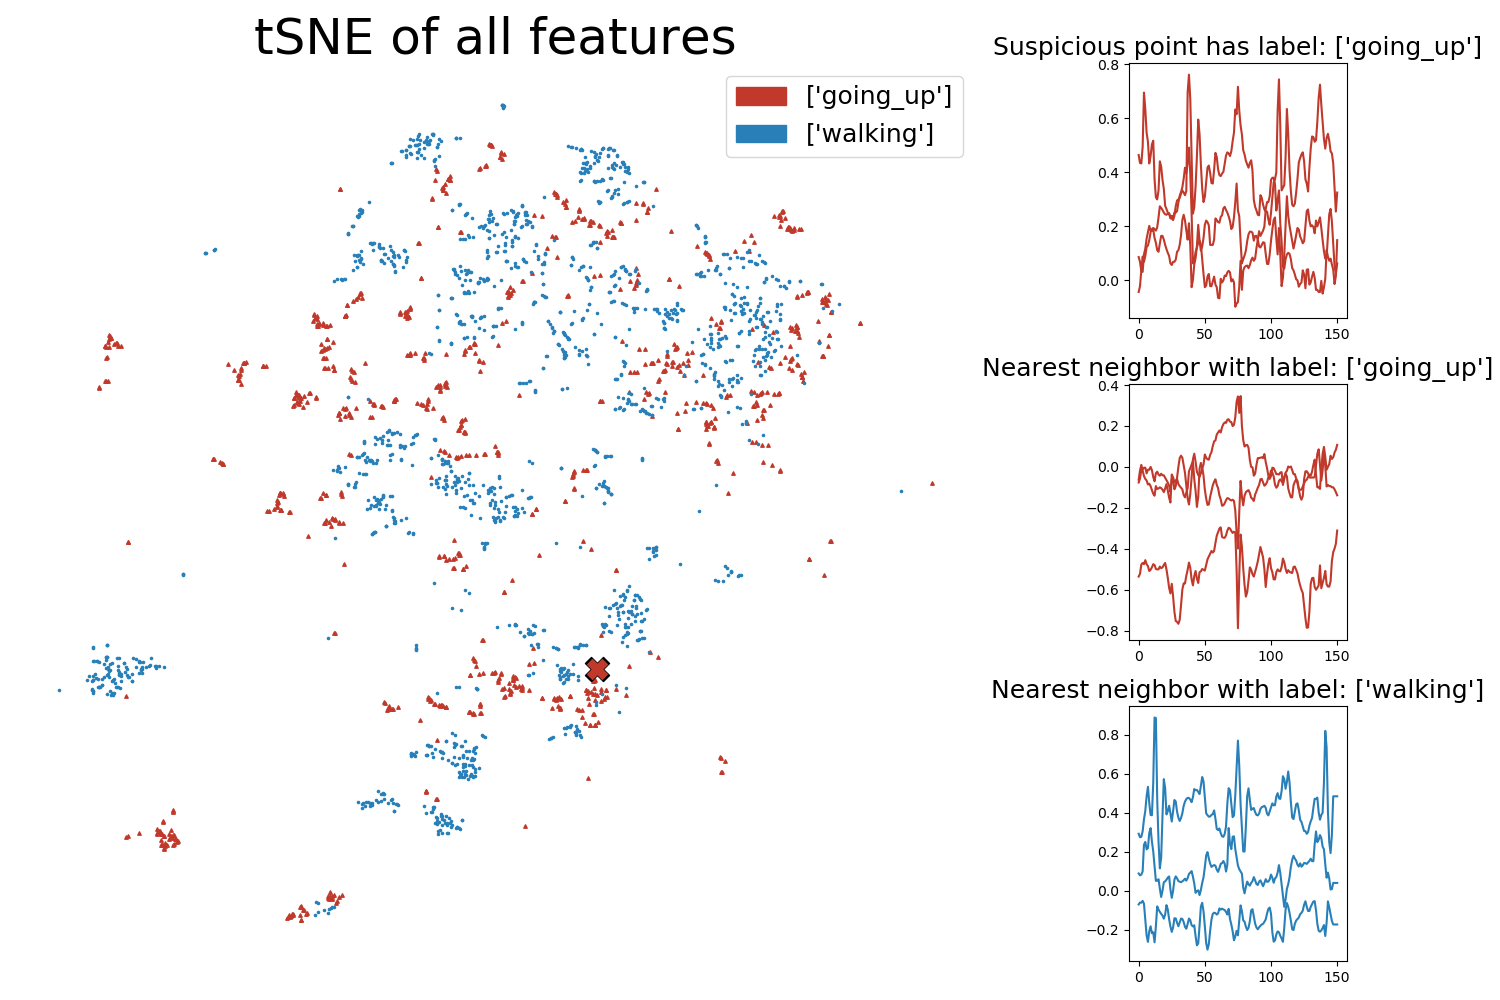 tSNE of all features
['going_up']
['walking']
Suspicious point has label: ['going_up']
0.8
0.6
0.4
0.2
0.0
0 50 100 150
Nearest neighbor with label: ['going_up']
0.4
0.2
0.0
−0.2
−0.4
−0.6
−0.8
0 50 100 150
Nearest neighbor with label: ['walking']
0.8
0.6
0.4
0.2
0.0
−0.2
0 50 100 150